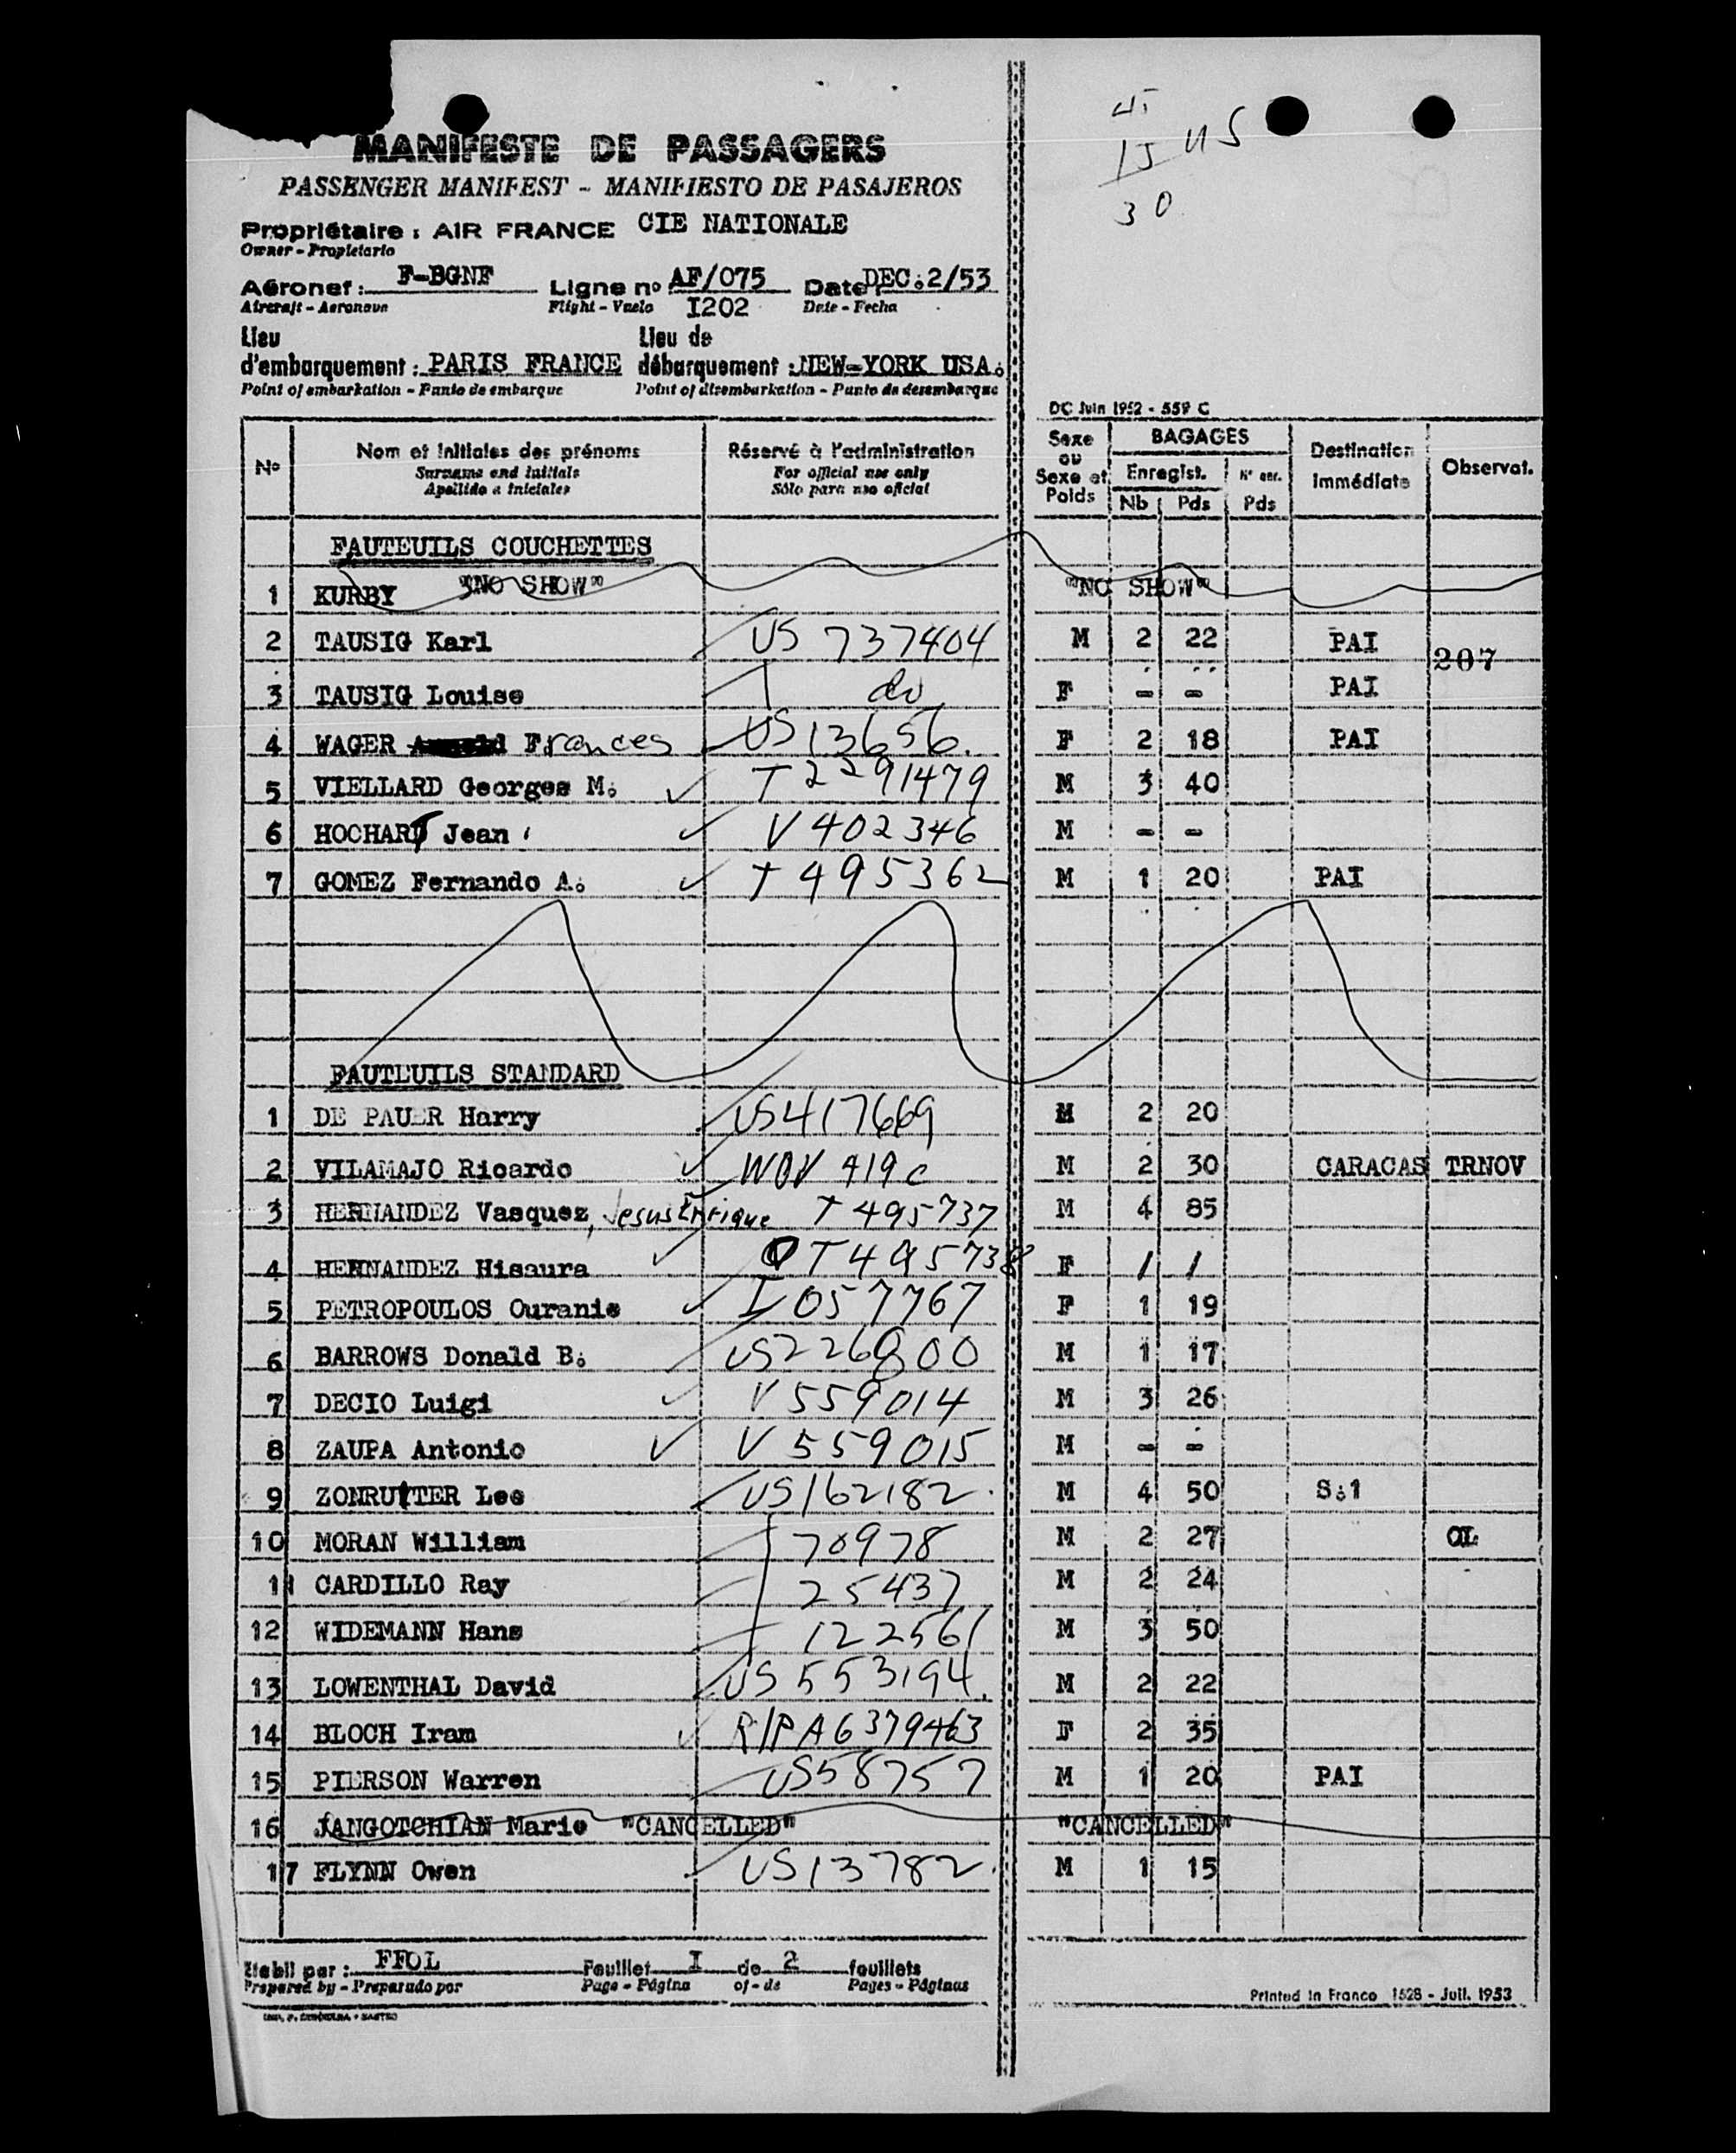 45
15 US
30
MANIFESTE DE PASSAGERS
PASSENGER MANIFEST - MANIFIESTO DE PASAJEROS
Propriétaire : AIR FRANCE CIE NATIONALE
Owner - Propietario
Aéronef : F-BGNF Ligne no AF/075 Date DEC.2/53
Aircraft - Aeronave Flight - Vuelo I202 Date - Fecha
Lieu Lieu de
d'embarquement : PARIS FRANCE débarquement : NEW-YORK USA.
Point of embarkation - Punto de embarque Point of disembarkation - Punto de desembarque
DC Juin 1952 - 559 C
No Nom et initiales des prénoms Réservé à l'administration Sexe ou Sexe et Poids BAGAGES Destination immédiate Observat.
Surname and initials For official use only Enregist. Nb Pds Pds
Apellido e iniciales Sólo para uso oficial
FAUTEUILS COUCHETTES
1 KURBY "NO SHOW" "NO SHOW"
2 TAUSIG Karl US 737404 M 2 22 PAI
207
3 TAUSIG Louise do F - - PAI
4 WAGER Frances US 13656. F 2 18 PAI
5 VIELLARD Georges M. T 2291479 M 3 40
6 HOCHART Jean V 402346 M - -
7 GOMEZ Fernando A. T 495362 M 1 20 PAI
FAUTEUILS STANDARD
1 DE PAUER Harry US 417669 M 2 20
2 VILAMAJO Ricardo WOV 419c M 2 30 CARACAS TRNOV
3 HERNANDEZ Vasquez, Jesus Enrique T 495737 M 4 85
4 HERNANDEZ Hisaura T 495738 F / /
5 PETROPOULOS Ouranie I 057767 F 1 19
6 BARROWS Donald B. US 226800 M 1 17
7 DECIO Luigi V 559014 M 3 26
8 ZAUPA Antonio V 559015 M - -
9 ZONRUTTER Lee US 162182. M 4 50 S.1
10 MORAN William 70978 M 2 27 OL
11 CARDILLO Ray 25437 M 2 24
12 WIDEMANN Hans 122561 M 3 50
13 LOWENTHAL David US 553194. M 2 22
14 BLOCH Iram R/P A6379463 F 2 35
15 PIERSON Warren US 58757 M 1 20 PAI
16 JANGOTCHIAN Marie "CANCELLED" "CANCELLED"
17 FLYNN Owen US 13782. M 1 15
Etabli par : FFOL Feuillet I de 2 feuillets
Prepared by - Preparado por Page - Página of - de Pages - Páginas
Printed in France 1528 - Juil. 1953